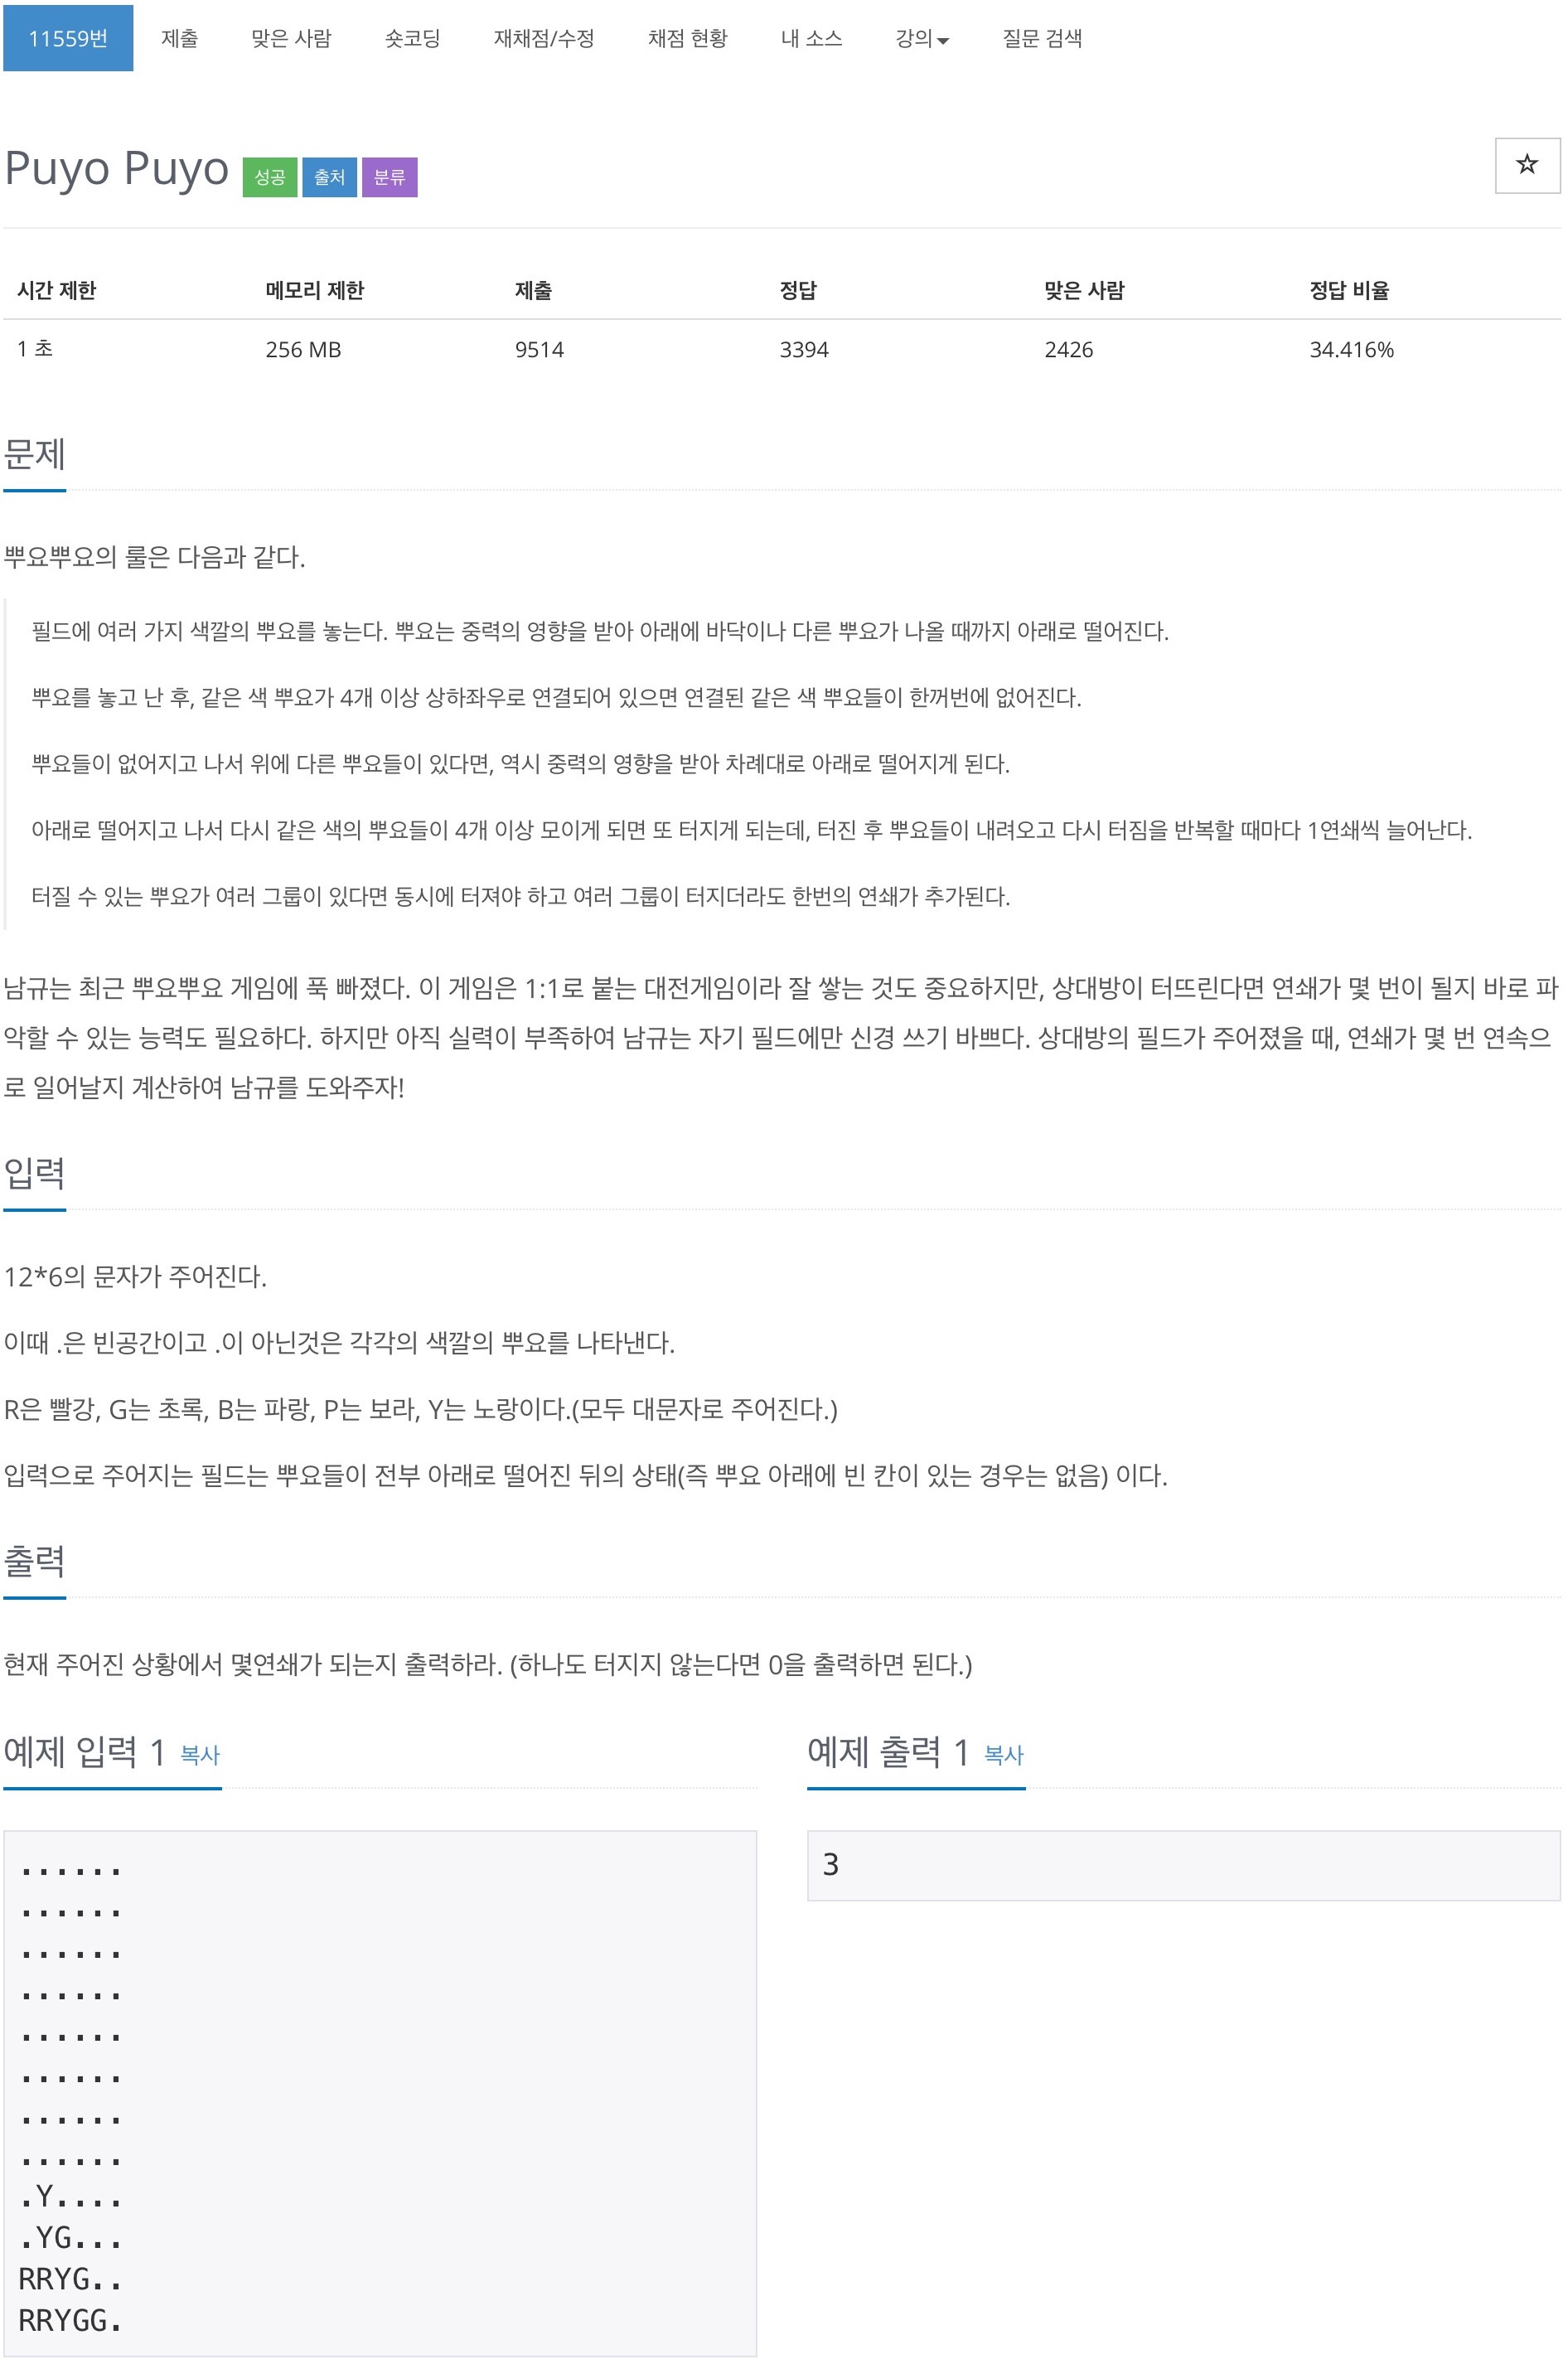 11559번 제출 맞은 사람 숏코딩 재채점/수정 채점 현황 내 소스 강의 질문 검색
Puyo Puyo 성공 출처 분류
시간 제한 메모리 제한 제출 정답 맞은 사람 정답 비율
1 초 256 MB 9514 3394 2426 34.416%
문제
뿌요뿌요의 룰은 다음과 같다.
필드에 여러 가지 색깔의 뿌요를 놓는다. 뿌요는 중력의 영향을 받아 아래에 바닥이나 다른 뿌요가 나올 때까지 아래로 떨어진다.
뿌요를 놓고 난 후, 같은 색 뿌요가 4개 이상 상하좌우로 연결되어 있으면 연결된 같은 색 뿌요들이 한꺼번에 없어진다.
뿌요들이 없어지고 나서 위에 다른 뿌요들이 있다면, 역시 중력의 영향을 받아 차례대로 아래로 떨어지게 된다.
아래로 떨어지고 나서 다시 같은 색의 뿌요들이 4개 이상 모이게 되면 또 터지게 되는데, 터진 후 뿌요들이 내려오고 다시 터짐을 반복할 때마다 1연쇄씩 늘어난다.
터질 수 있는 뿌요가 여러 그룹이 있다면 동시에 터져야 하고 여러 그룹이 터지더라도 한번의 연쇄가 추가된다.
남규는 최근 뿌요뿌요 게임에 푹 빠졌다. 이 게임은 1:1로 붙는 대전게임이라 잘 쌓는 것도 중요하지만, 상대방이 터뜨린다면 연쇄가 몇 번이 될지 바로 파
악할 수 있는 능력도 필요하다. 하지만 아직 실력이 부족하여 남규는 자기 필드에만 신경 쓰기 바쁘다. 상대방의 필드가 주어졌을 때, 연쇄가 몇 번 연속으
로 일어날지 계산하여 남규를 도와주자!
입력
12*6의 문자가 주어진다.
이때 .은 빈공간이고 .이 아닌것은 각각의 색깔의 뿌요를 나타낸다.
R은 빨강, G는 초록, B는 파랑, P는 보라, Y는 노랑이다.(모두 대문자로 주어진다.)
입력으로 주어지는 필드는 뿌요들이 전부 아래로 떨어진 뒤의 상태(즉 뿌요 아래에 빈 칸이 있는 경우는 없음) 이다.
출력
현재 주어진 상황에서 몇연쇄가 되는지 출력하라. (하나도 터지지 않는다면 0을 출력하면 된다.)
예제 입력 1 복사
......
......
......
......
......
......
......
......
.Y....
.YG...
RRYG..
RRYGG.
예제 출력 1 복사
3